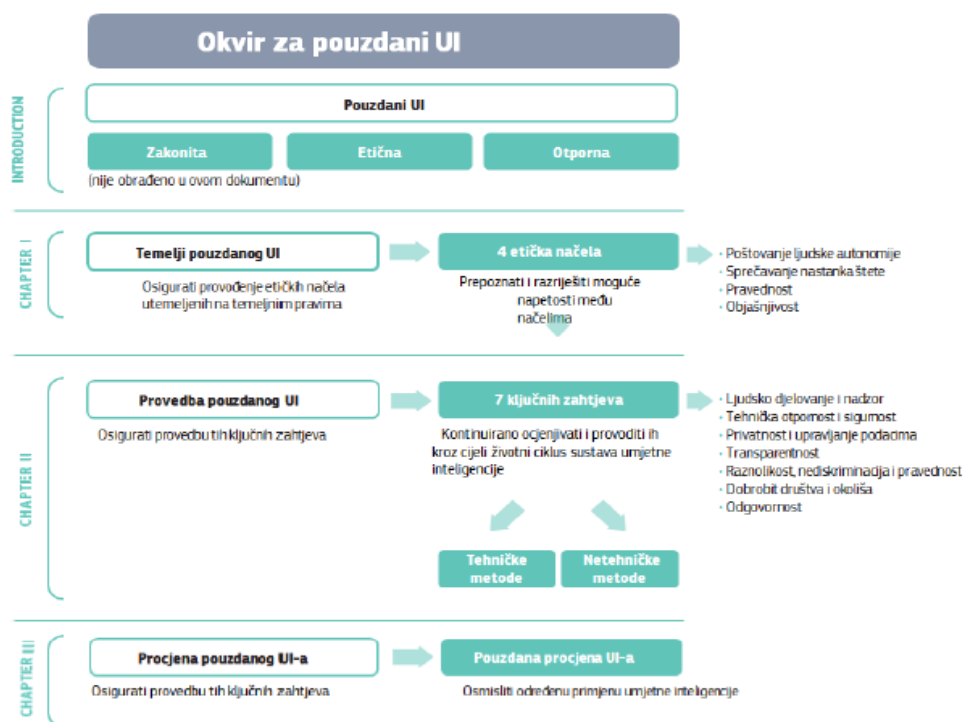 Okvir za pouzdani UI
INTRODUCTION
Pouzdani UI
Zakonita
Etična
Otporna
(nije obrađeno u ovom dokumentu)
CHAPTER I
Temelji pouzdanog UI
Osigurati provođenje etičkih načela
utemeljenih na temeljnim pravima
4 etička načela
Prepoznati i razriješiti moguće
napetosti među
načelima
• Poštovanje ljudske autonomije
• Sprečavanje nastanka štete
• Pravednost
• Objašnjivost
CHAPTER II
Provedba pouzdanog UI
Osigurati provedbu tih ključnih zahtjeva
7 ključnih zahtjeva
Kontinuirano ocjenjivati i provoditi ih
kroz cijeli životni ciklus sustava umjetne
inteligencije
• Ljudsko djelovanje i nadzor
• Tehnička otpornost i sigurnost
• Privatnost i upravljanje podacima
• Transparentnost
• Raznolikost, nediskriminacija i pravednost
• Dobrobit društva i okoliša
• Odgovornost
Tehničke
metode
Netehničke
metode
CHAPTER III
Procjena pouzdanog UI-a
Osigurati provedbu tih ključnih zahtjeva
Pouzdana procjena UI-a
Osmisliti određenu primjenu umjetne inteligencije